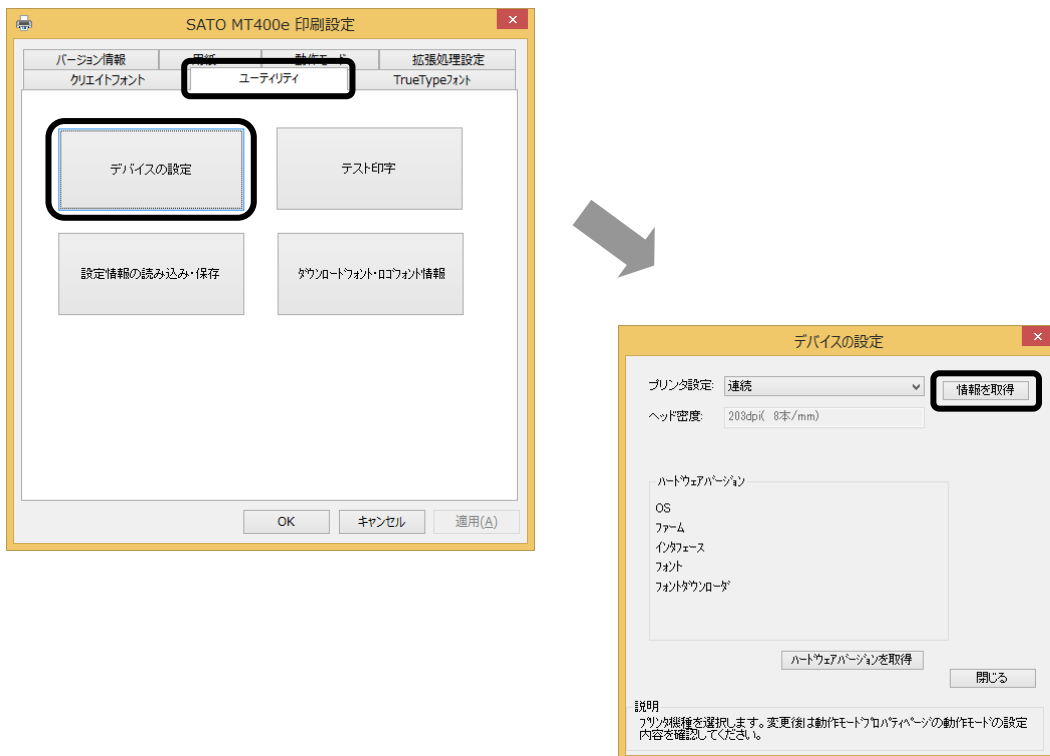 SATO MT400e 印刷設定
バージョン情報 用紙 動作モード 拡張処理設定
クリエイトフォント ユーティリティ TrueTypeﾌｫﾝﾄ
デバイスの設定 テスト印字
設定情報の読み込み・保存 ﾀﾞｳﾝﾛｰﾄﾞﾌｫﾝﾄ・ﾛｺﾞﾌｫﾝﾄ情報
OK キャンセル 適用(A)
デバイスの設定
プリンタ設定: 連続 情報を取得
ヘッド密度: 203dpi( 8本/mm)
ﾊｰﾄﾞｳｪｱﾊﾞｰｼﾞｮﾝ
OS
ﾌｧｰﾑ
ｲﾝﾀﾌｪｰｽ
ﾌｫﾝﾄ
ﾌｫﾝﾄﾀﾞｳﾝﾛｰﾀﾞ
ﾊｰﾄﾞｳｪｱﾊﾞｰｼﾞｮﾝを取得
閉じる
説明
ﾌﾟﾘﾝﾀ機種を選択します。変更後は動作ﾓｰﾄﾞﾌﾟﾛﾊﾟﾃｨﾍﾟｰｼﾞの動作ﾓｰﾄﾞの設定
内容を確認してください。